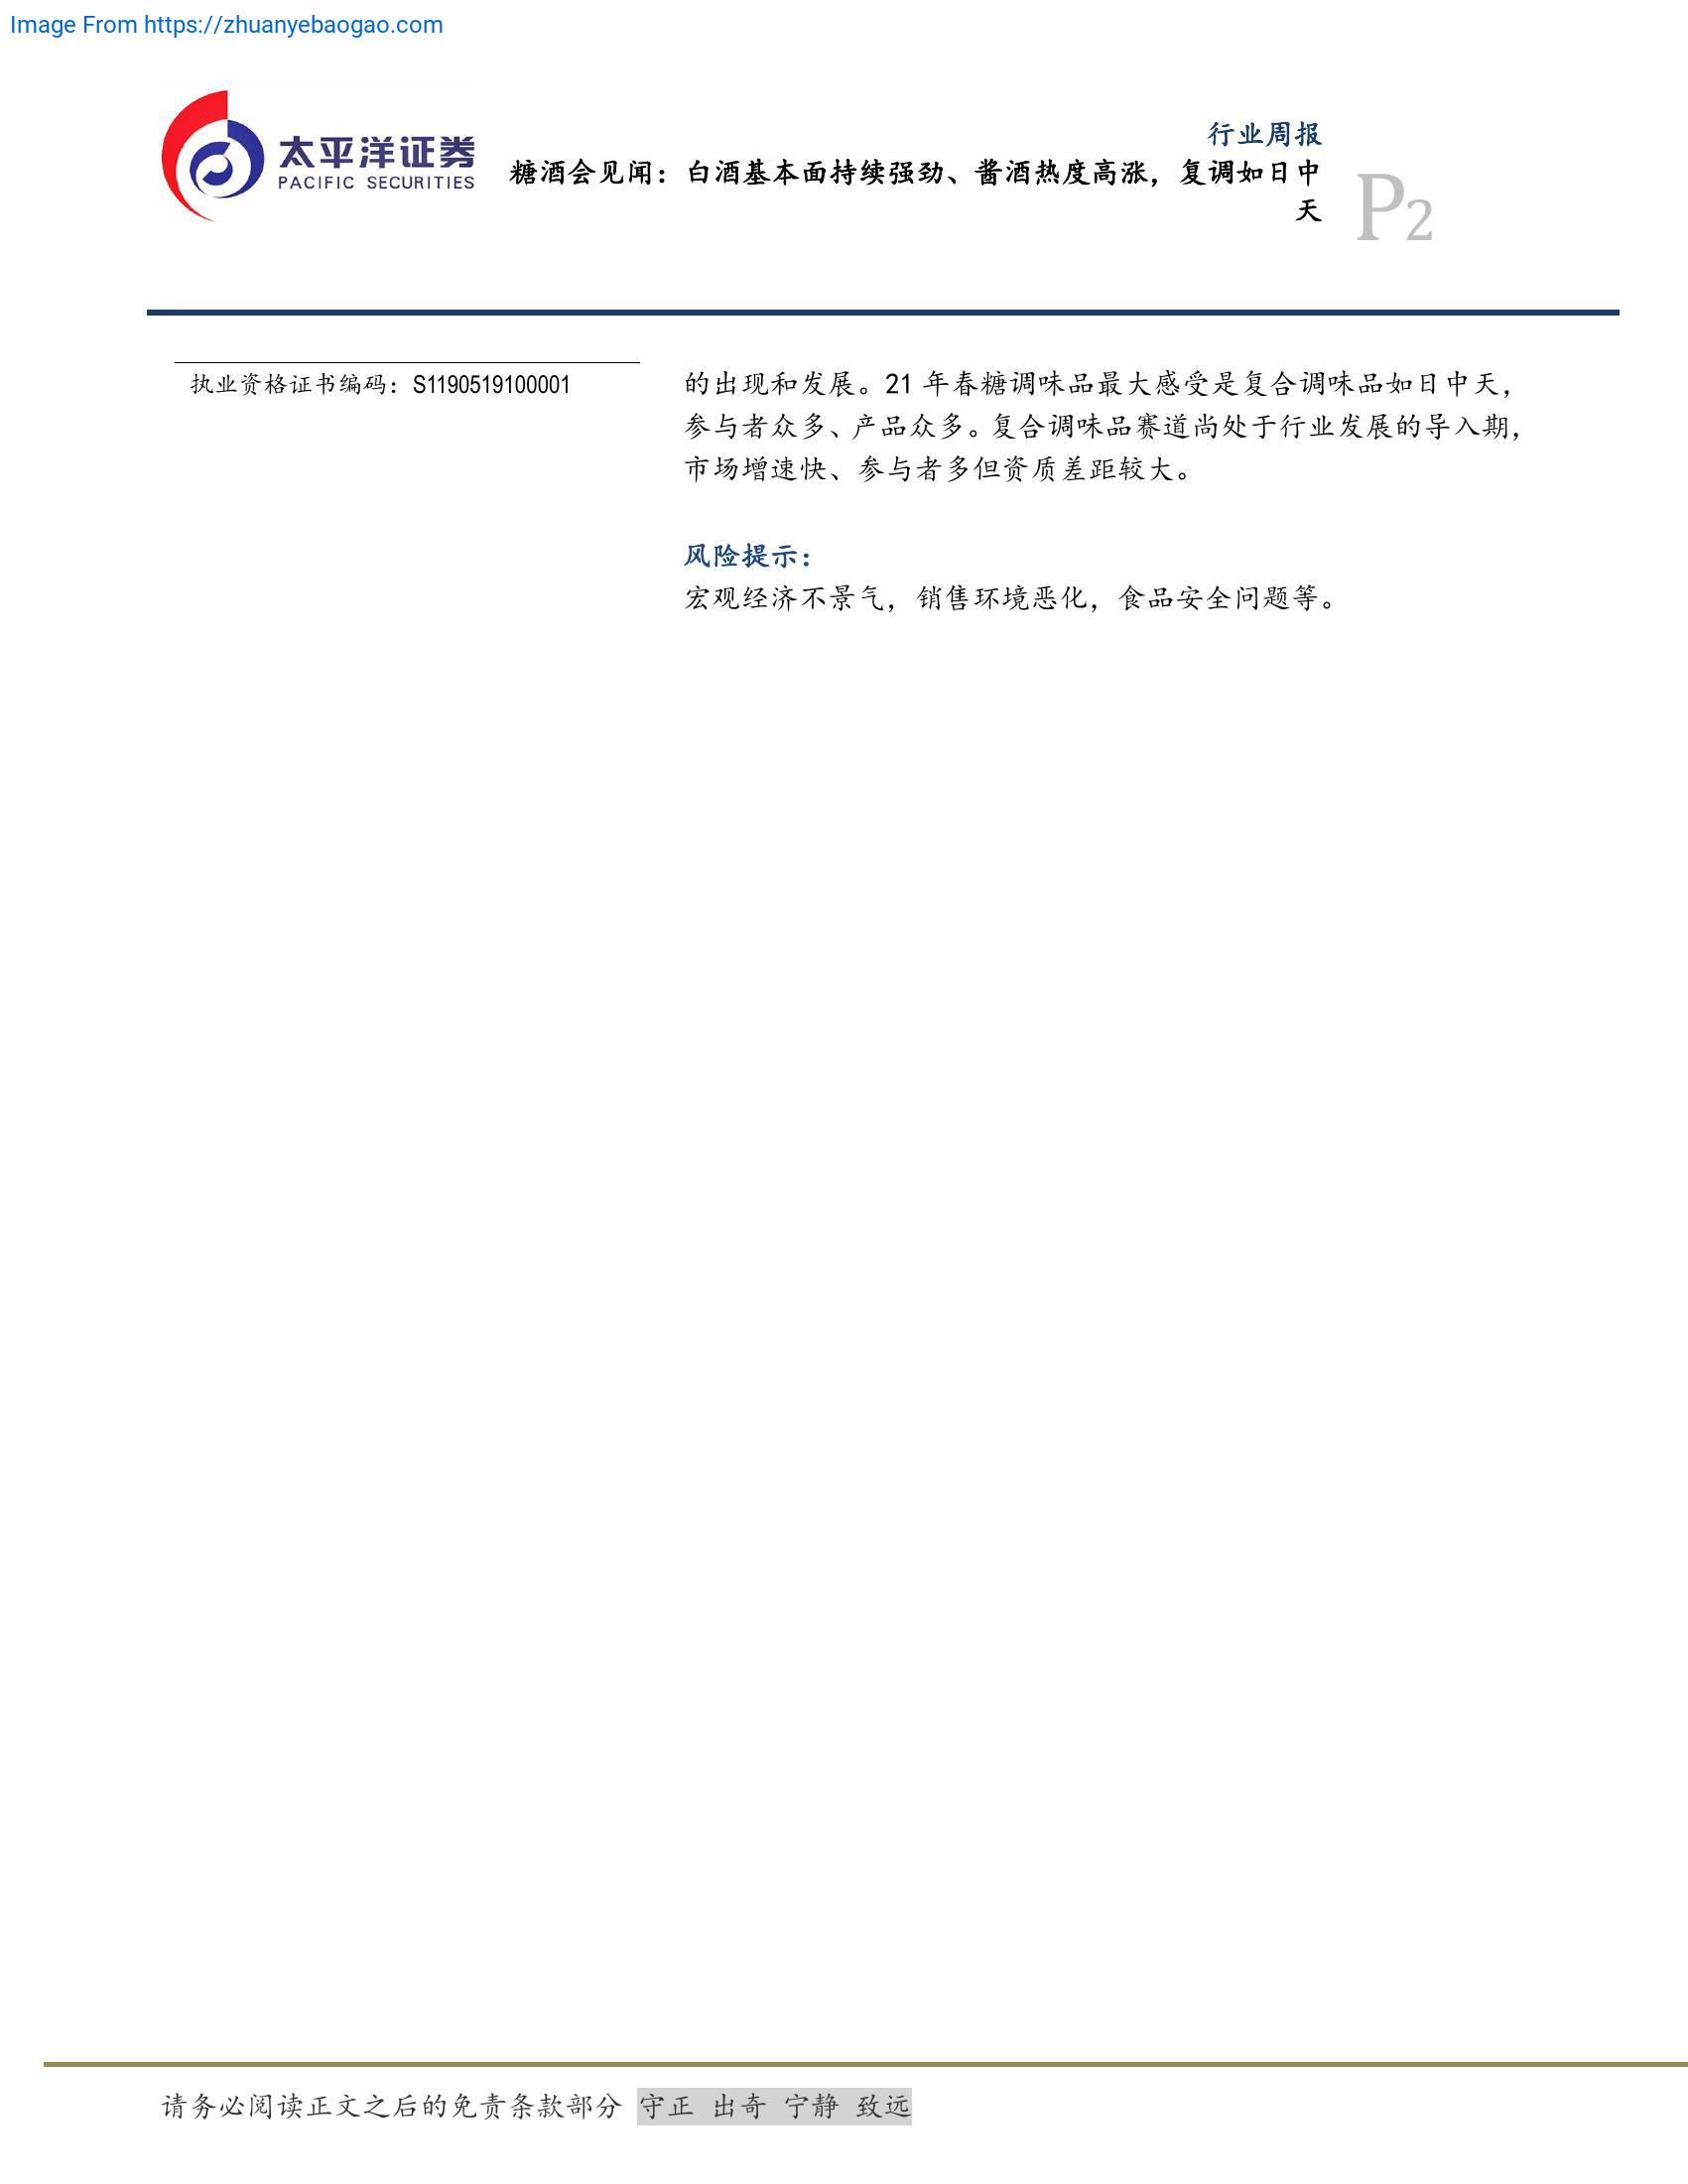 Image From https://zhuanyebaogao.com
太平洋证券
PACIFIC SECURITIES
行业周报
糖酒会见闻：白酒基本面持续强劲、酱酒热度高涨，复调如日中
天
P2
执业资格证书编码：S1190519100001
的出现和发展。21 年春糖调味品最大感受是复合调味品如日中天，
参与者众多、产品众多。复合调味品赛道尚处于行业发展的导入期，
市场增速快、参与者多但资质差距较大。
风险提示：
宏观经济不景气，销售环境恶化，食品安全问题等。
请务必阅读正文之后的免责条款部分 守正 出奇 宁静 致远